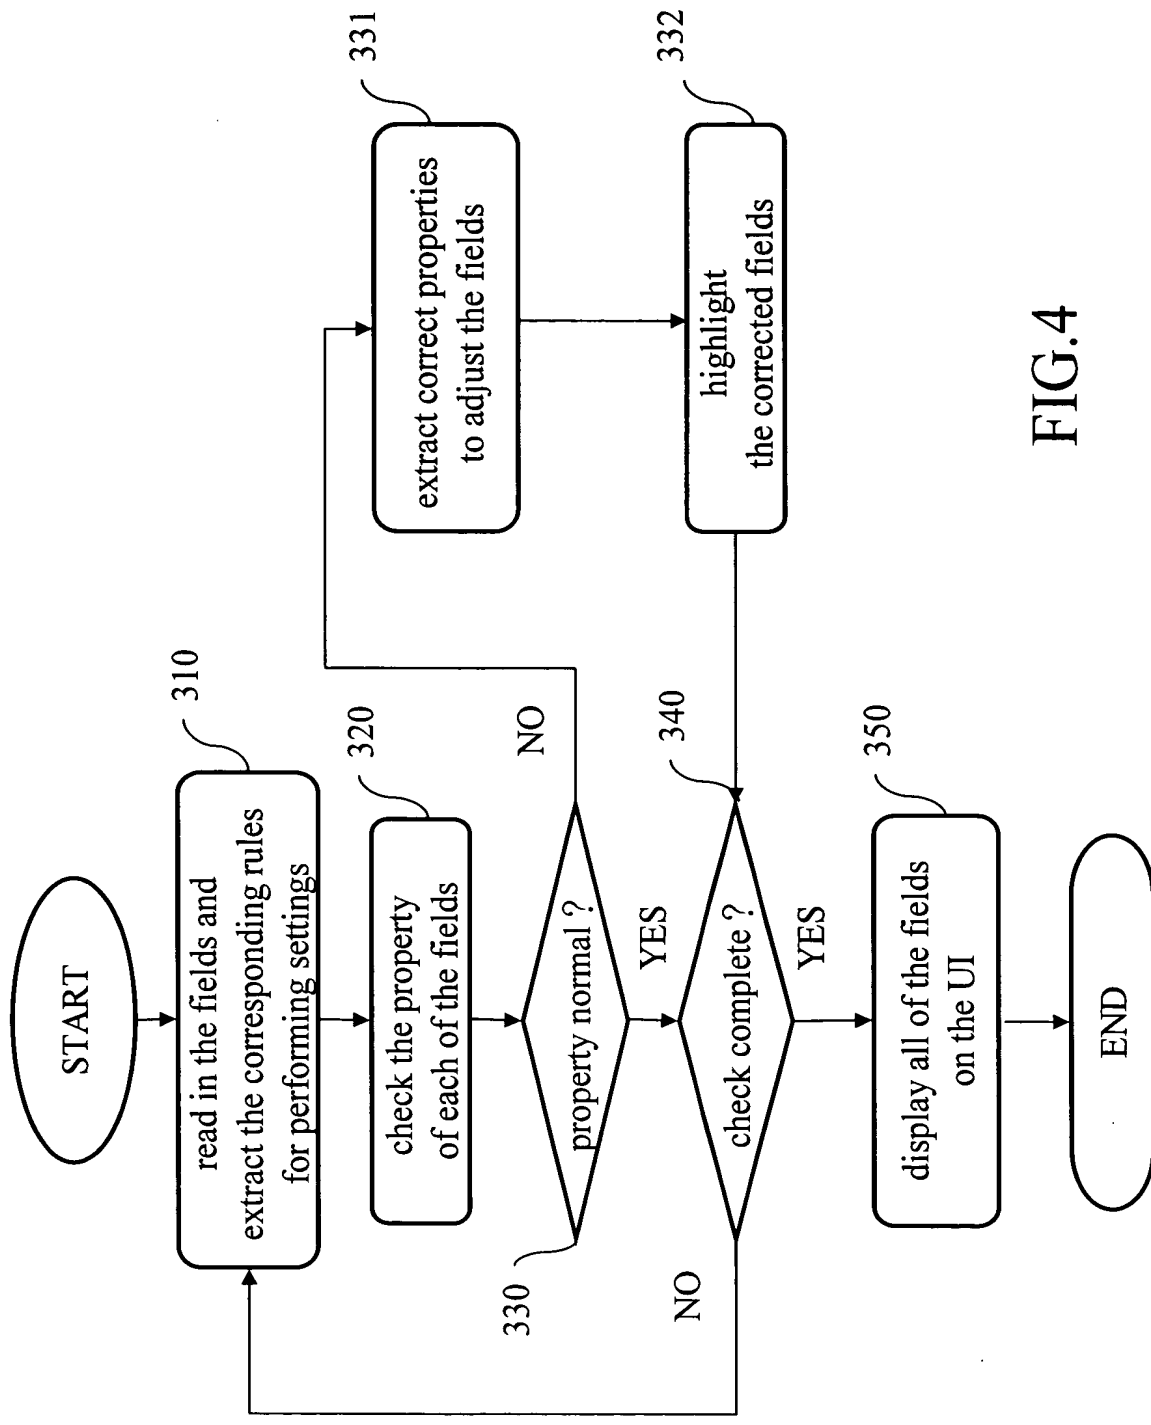 START
read in the fields and
extract the corresponding rules
for performing settings
310
check the property
of each of the fields
320
property normal ?
330
NO
YES
extract correct properties
to adjust the fields
331
highlight
the corrected fields
332
check complete ?
340
NO
YES
display all of the fields
on the UI
350
END
FIG.4